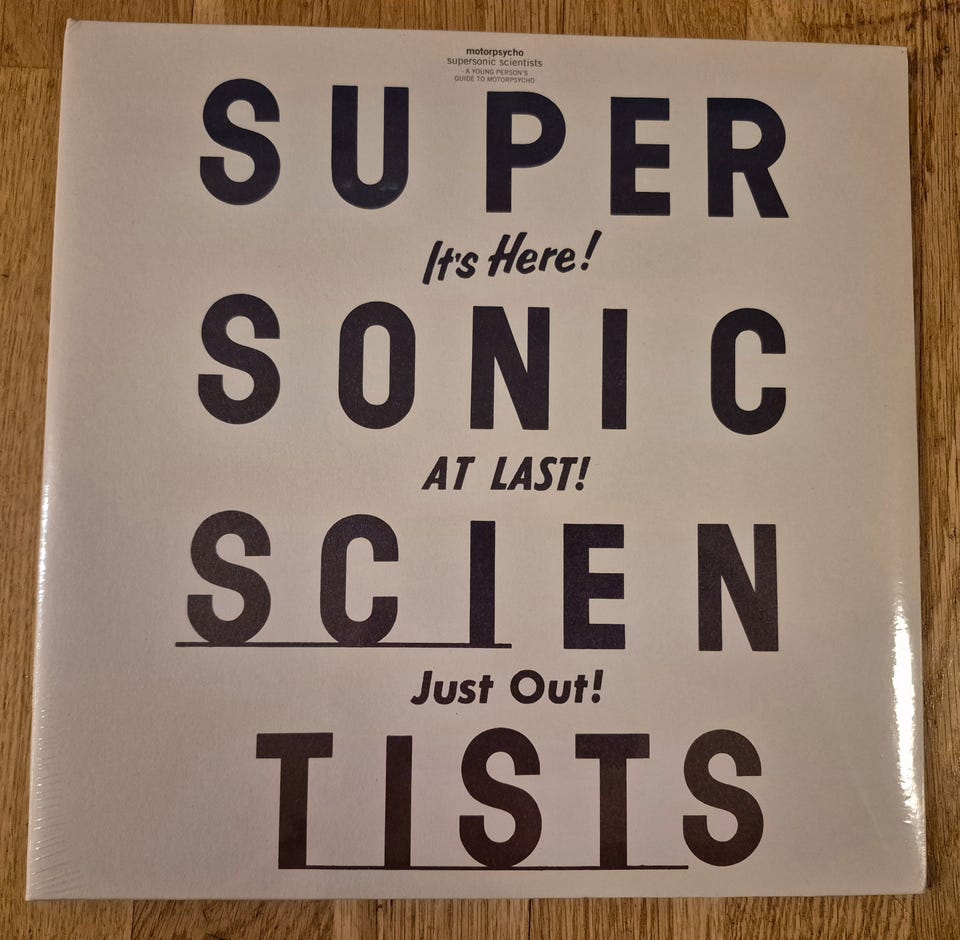 motorpsycho
supersonic scientists
A YOUNG PERSON'S
GUIDE TO MOTORPSYCHO
SUPER
It's Here!
SONIC
AT LAST!
SCIEN
Just Out!
TISTS